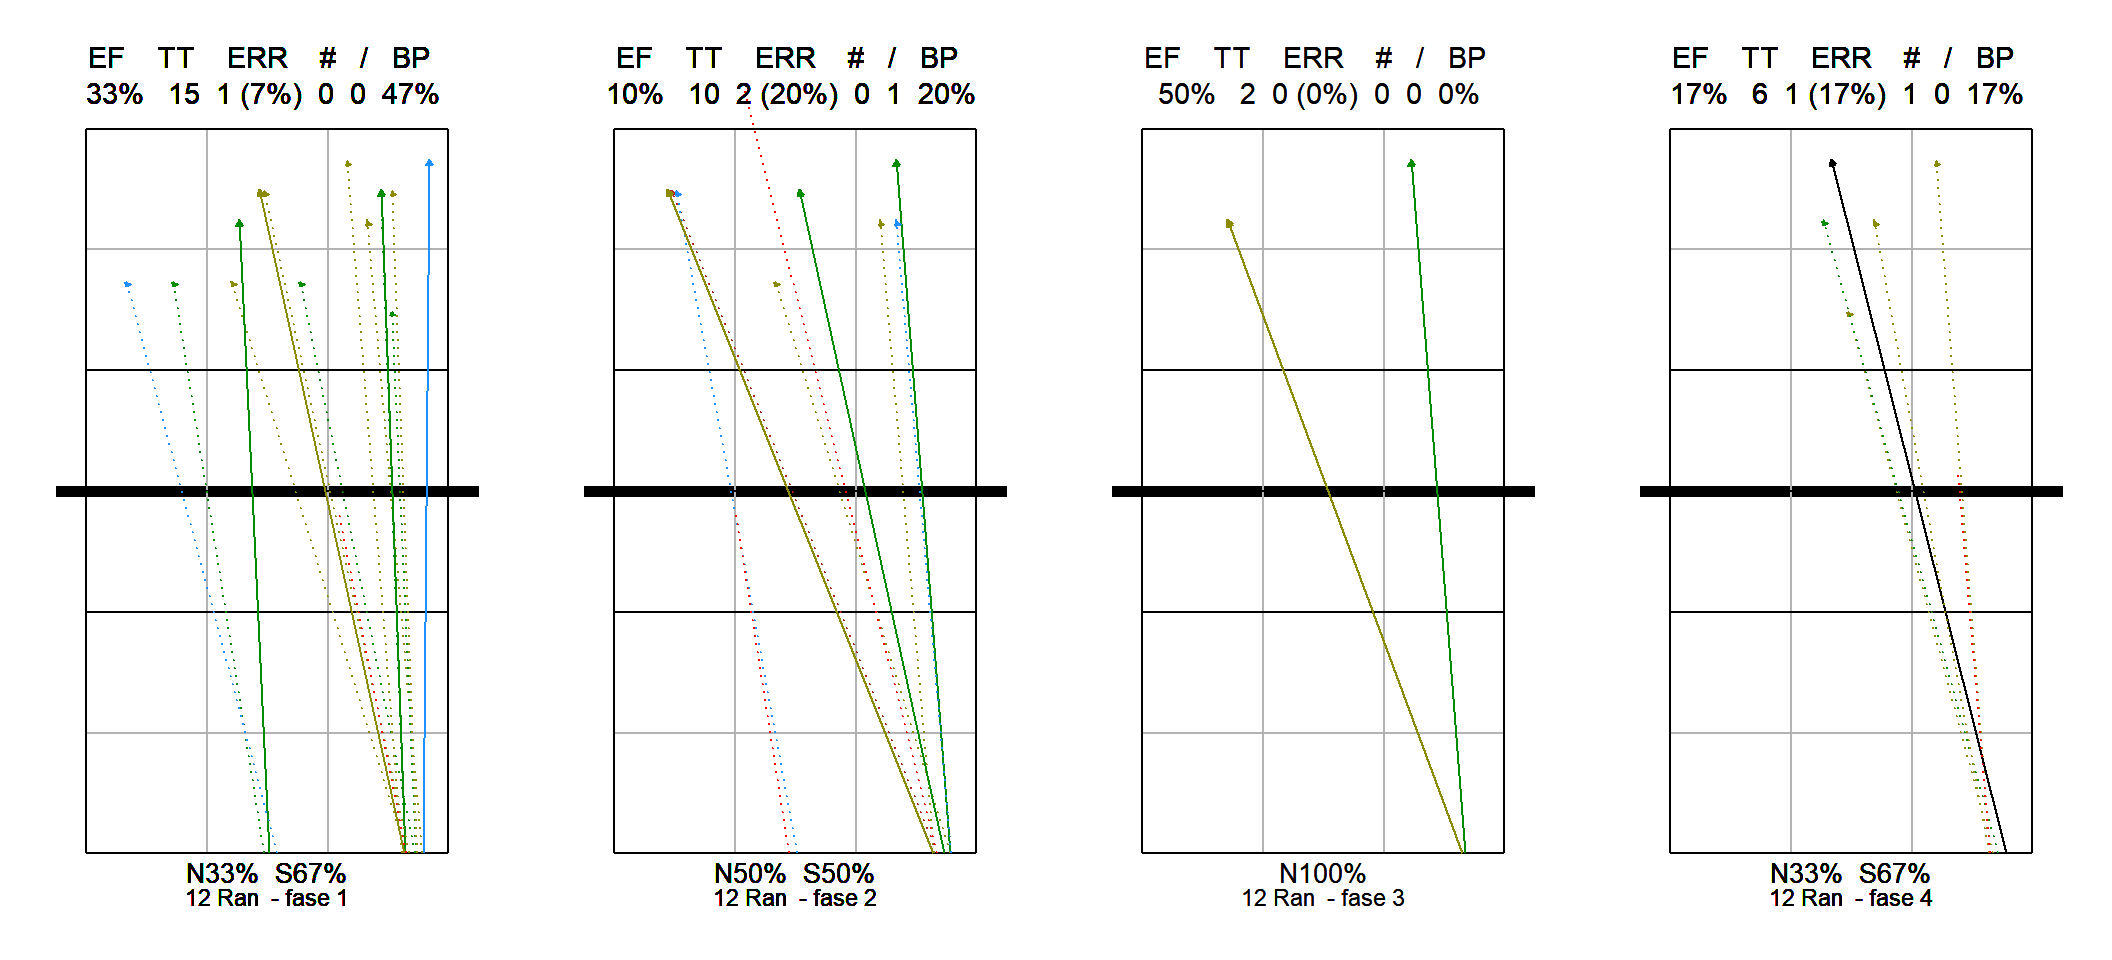 EF TT ERR # / BP
33% 15 1 (7%) 0 0 47%
N33% S67%
12 Ran - fase 1
EF TT ERR # / BP
10% 10 2 (20%) 0 1 20%
N50% S50%
12 Ran - fase 2
EF TT ERR # / BP
50% 2 0 (0%) 0 0 0%
N100%
12 Ran - fase 3
EF TT ERR # / BP
17% 6 1 (17%) 1 0 17%
N33% S67%
12 Ran - fase 4